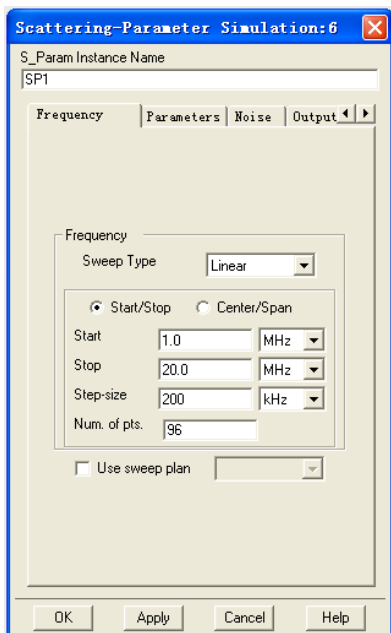 Scattering-Parameter Simulation:6
S_Param Instance Name
SP1
Frequency Parameters Noise Output
Frequency
Sweep Type Linear
Start/Stop Center/Span
Start 1.0 MHz
Stop 20.0 MHz
Step-size 200 kHz
Num. of pts. 96
Use sweep plan
OK Apply Cancel Help